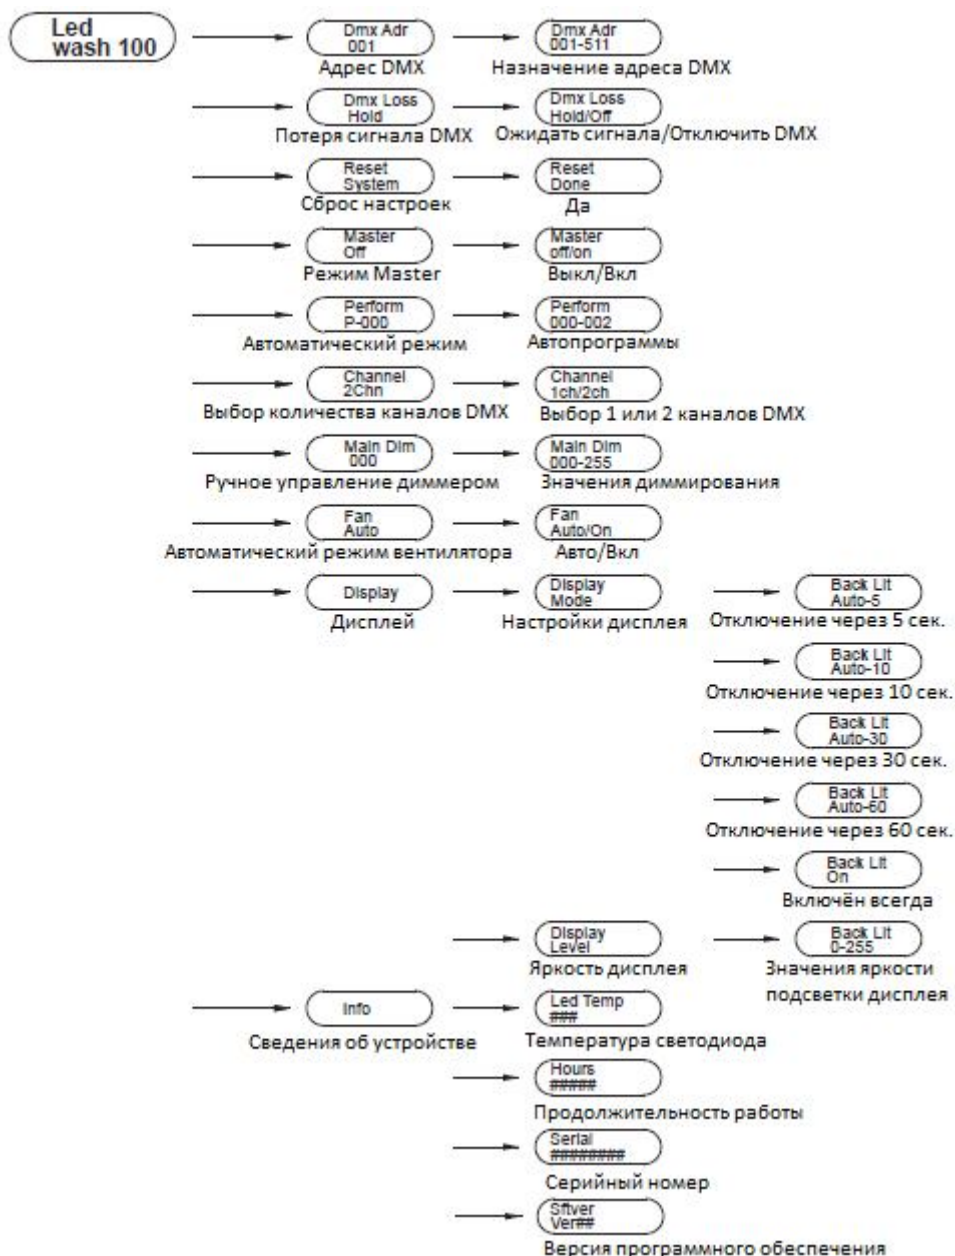 Led
wash 100
Dmx Adr
001
Адрес DMX
Dmx Adr
001-511
Назначение адреса DMX
Dmx Loss
Hold
Потеря сигнала DMX
Dmx Loss
Hold/Off
Ожидать сигнала/Отключить DMX
Reset
System
Сброс настроек
Reset
Done
Да
Master
Off
Режим Master
Master
off/on
Выкл/Вкл
Perform
P-000
Автоматический режим
Perform
000-002
Автопрограммы
Channel
2Chn
Выбор количества каналов DMX
Channel
1ch/2ch
Выбор 1 или 2 каналов DMX
Main Dim
000
Ручное управление диммером
Main Dim
000-255
Значения диммирования
Fan
Auto
Автоматический режим вентилятора
Fan
Auto/On
Авто/Вкл
Display
Дисплей
Display
Mode
Настройки дисплея
Back Lit
Auto-5
Отключение через 5 сек.
Back Lit
Auto-10
Отключение через 10 сек.
Back Lit
Auto-30
Отключение через 30 сек.
Back Lit
Auto-60
Отключение через 60 сек.
Back Lit
On
Включён всегда
Display
Level
Яркость дисплея
Back Lit
0-255
Значения яркости
подсветки дисплея
Info
Сведения об устройстве
Led Temp
###
Температура светодиода
Hours
#####
Продолжительность работы
Serial
########
Серийный номер
Sftver
Ver##
Версия программного обеспечения